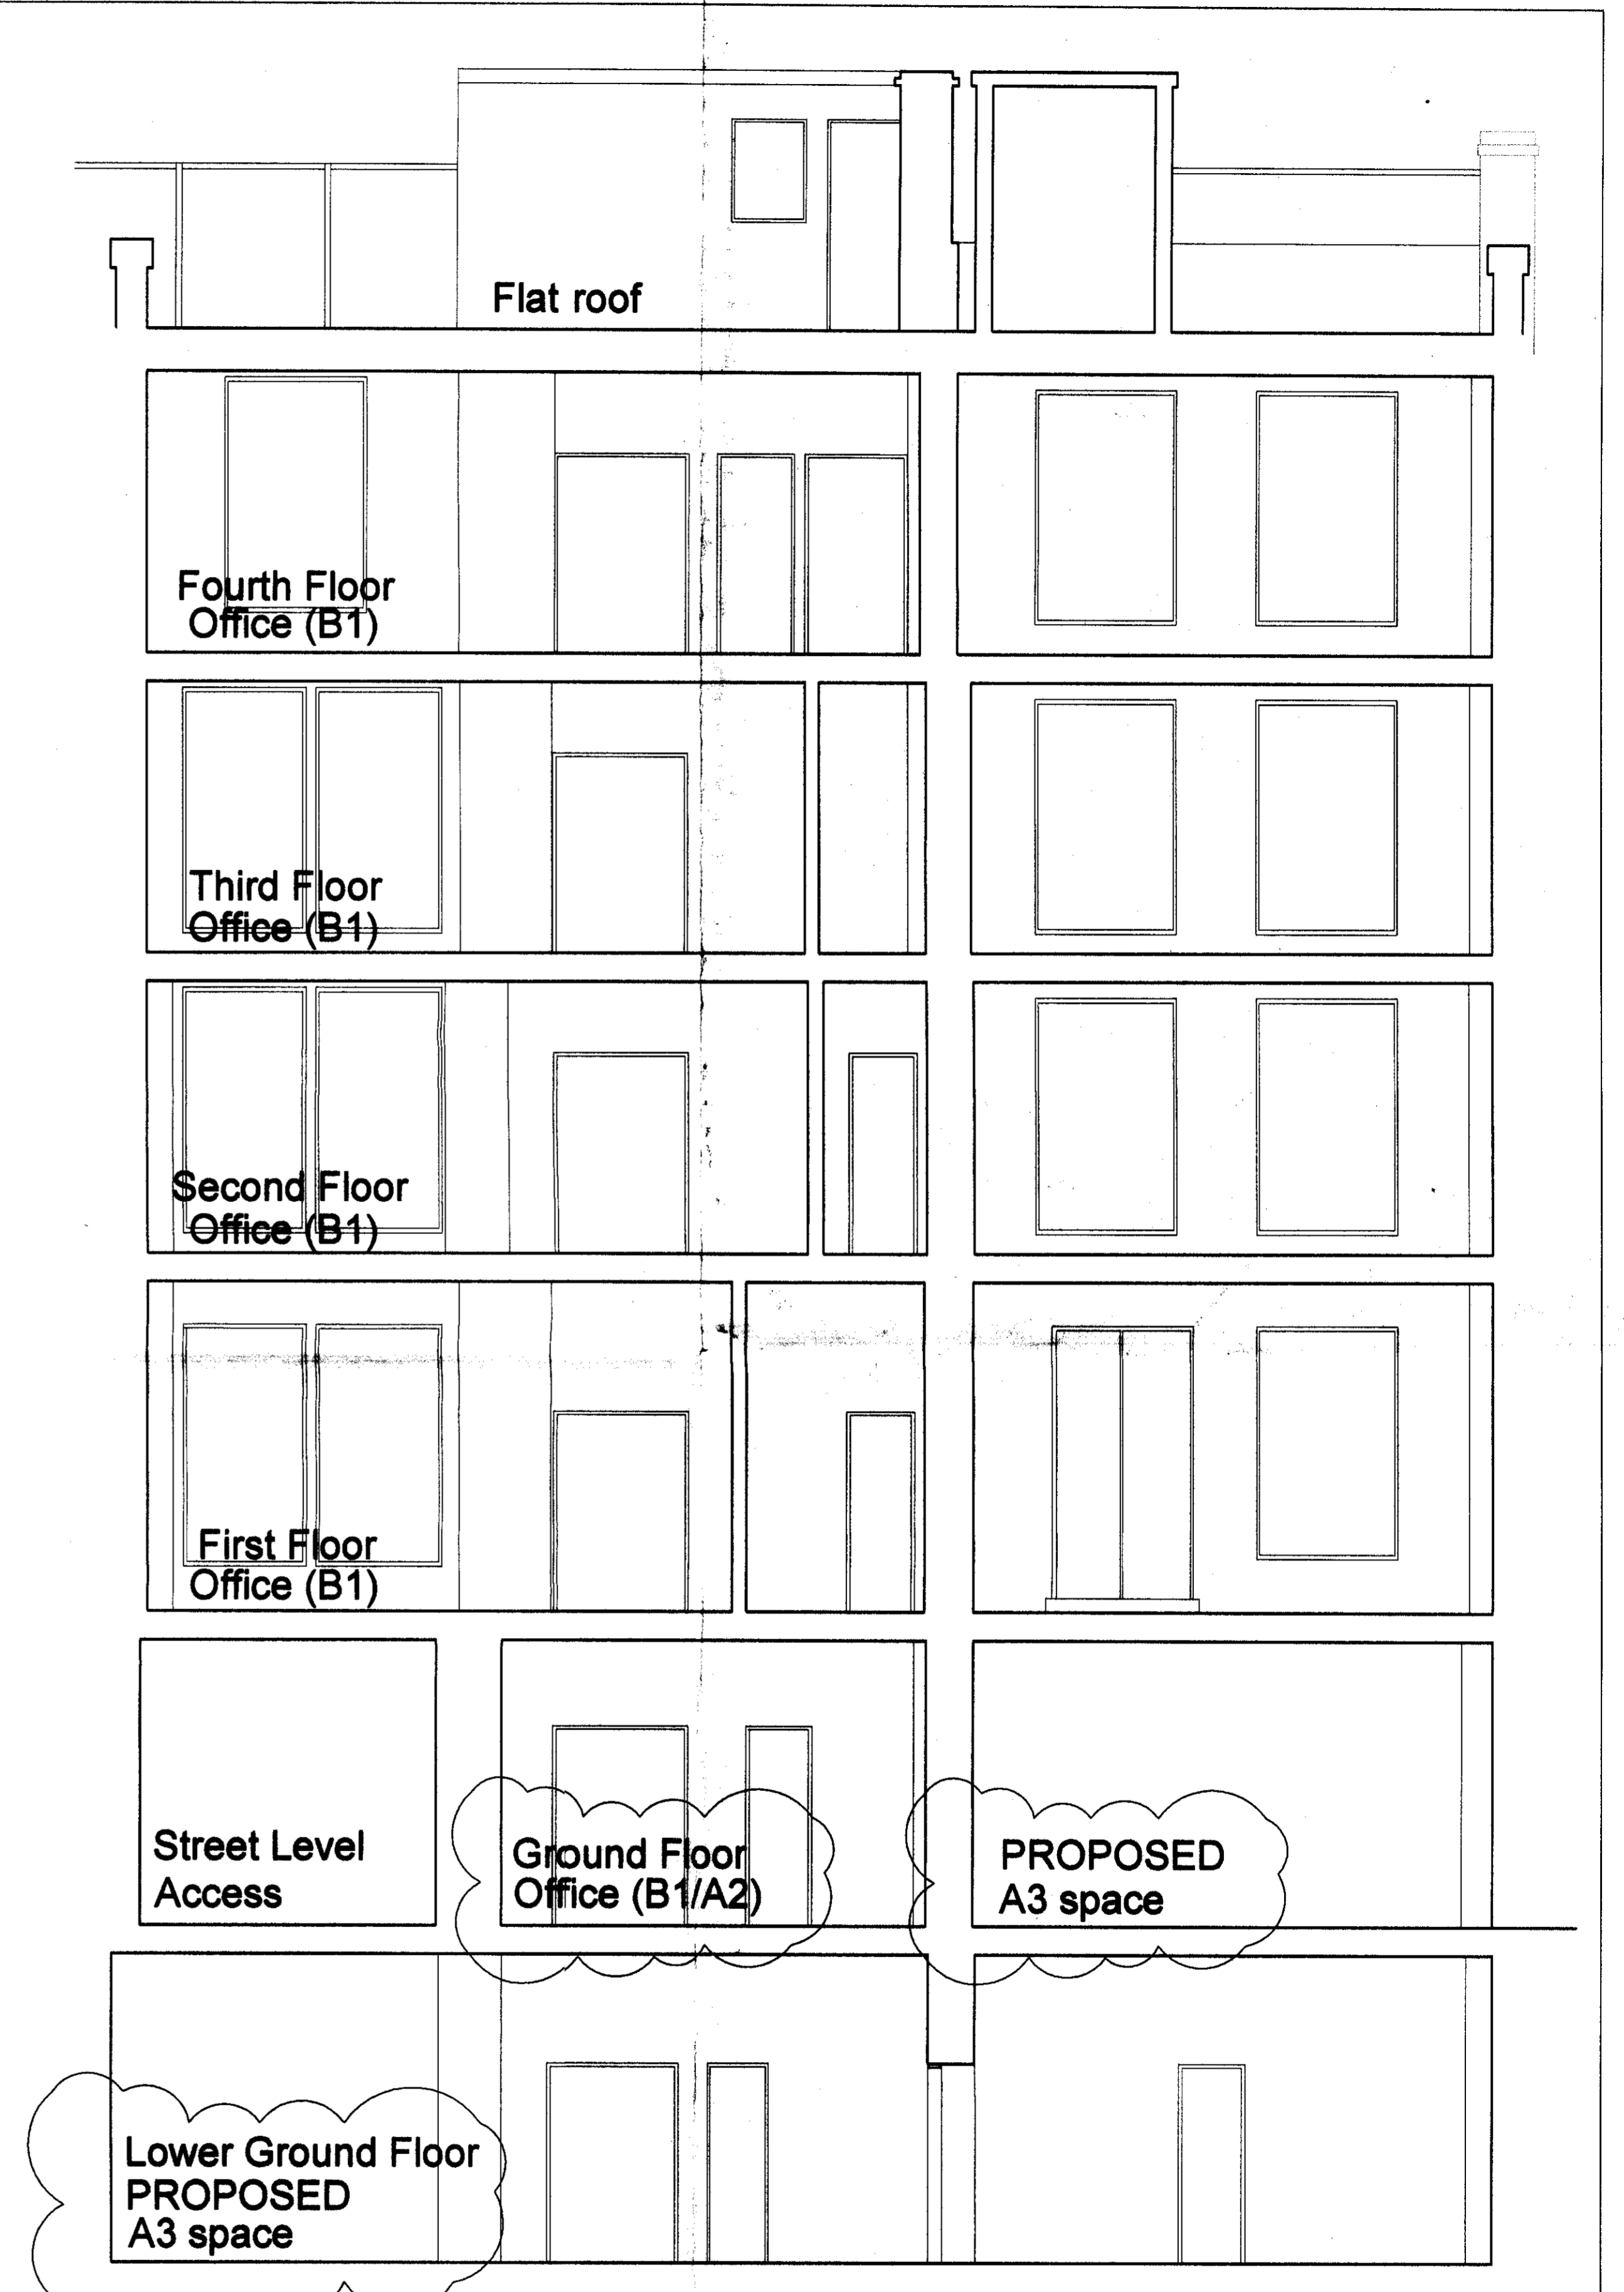 Flat roof
Fourth Floor
Office (B1)
Third Floor
Office (B1)
Second Floor
Office (B1)
First Floor
Office (B1)
Street Level
Access
Ground Floor
Office (B1/A2)
PROPOSED
A3 space
Lower Ground Floor
PROPOSED
A3 space